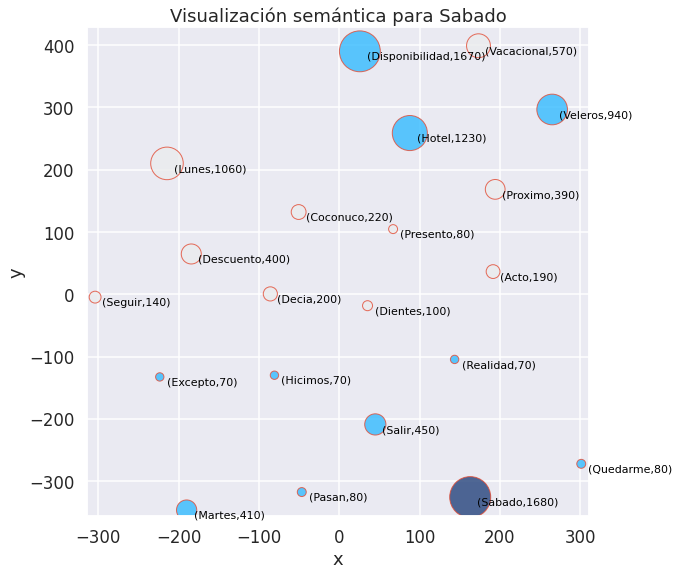 Visualización semántica para Sabado
400
(Disponibilidad,1670)
(Vacacional,570)
300
(Veleros,940)
(Hotel,1230)
200
(Lunes,1060)
(Proximo,390)
(Coconuco,220)
100
(Presento,80)
(Descuento,400)
(Acto,190)
y
0
(Seguir,140)
(Decia,200)
(Dientes,100)
−100
(Realidad,70)
(Excepto,70)
(Hicimos,70)
−200
(Salir,450)
(Quedarme,80)
−300
(Pasan,80)
(Sabado,1680)
(Martes,410)
−300 −200 −100 0 100 200 300
x